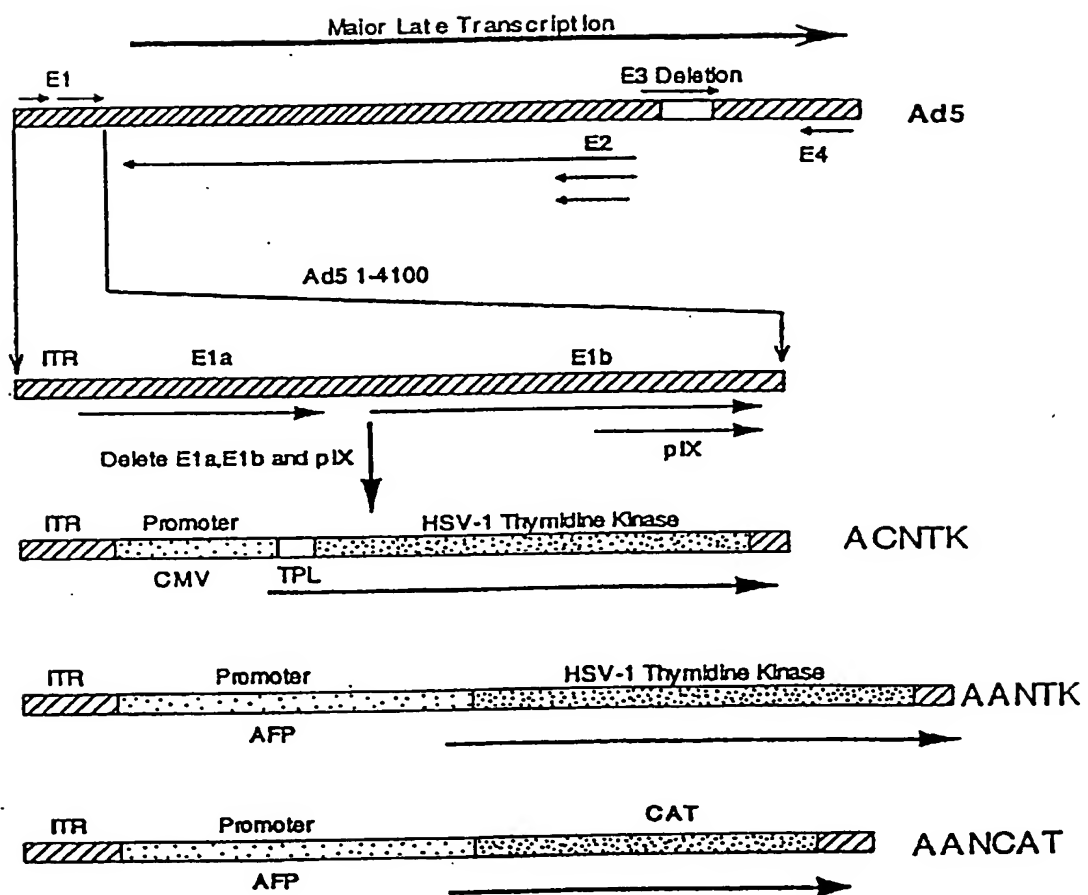 Maior Late Transcription
E1
E3 Deletion
Ad5
E2
E4
Ad5 1-4100
ITR E1a E1b
pIX
Delete E1a,E1b and pIX
ITR Promoter HSV-1 Thymidine Kinase
ACNTK
CMV TPL
ITR Promoter HSV-1 Thymidine Kinase
AANTK
AFP
ITR Promoter CAT
AANCAT
AFP